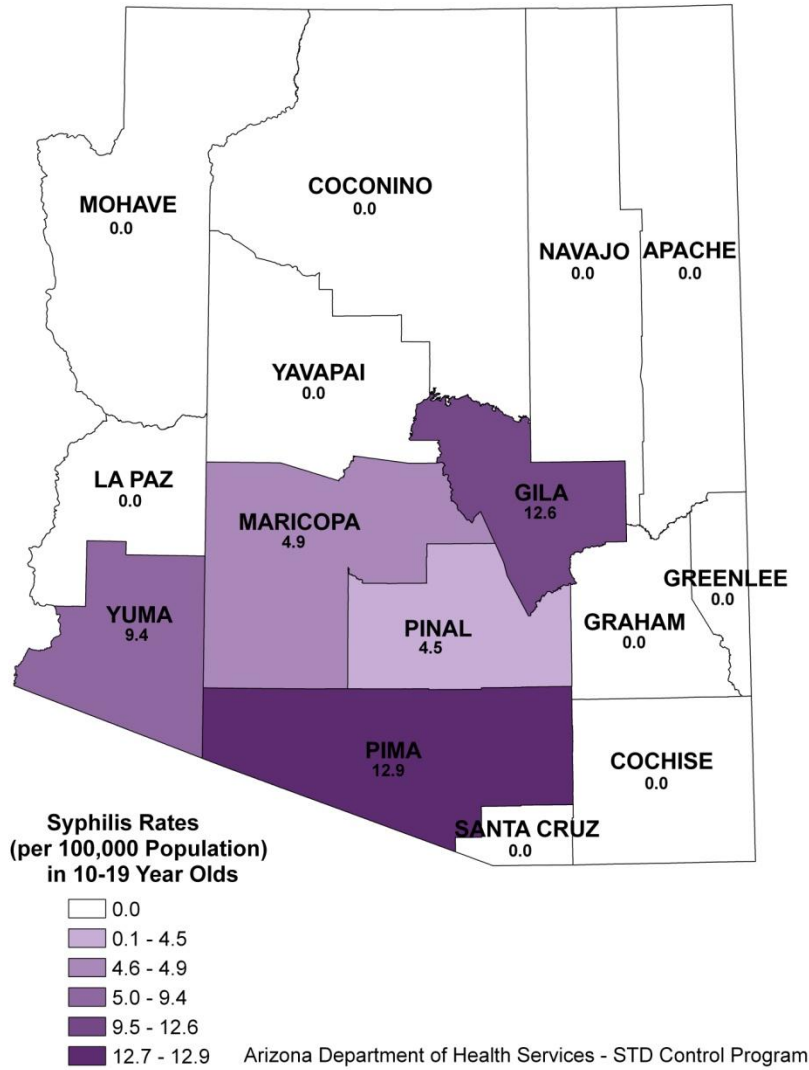 MOHAVE
0.0
COCONINO
0.0
NAVAJO
0.0
APACHE
0.0
YAVAPAI
0.0
LA PAZ
0.0
MARICOPA
4.9
GILA
12.6
YUMA
9.4
PINAL
4.5
GRAHAM
0.0
GREENLEE
0.0
PIMA
12.9
COCHISE
0.0
SANTA CRUZ
0.0
Syphilis Rates
(per 100,000 Population)
in 10-19 Year Olds
0.0
0.1 - 4.5
4.6 - 4.9
5.0 - 9.4
9.5 - 12.6
12.7 - 12.9
Arizona Department of Health Services - STD Control Program